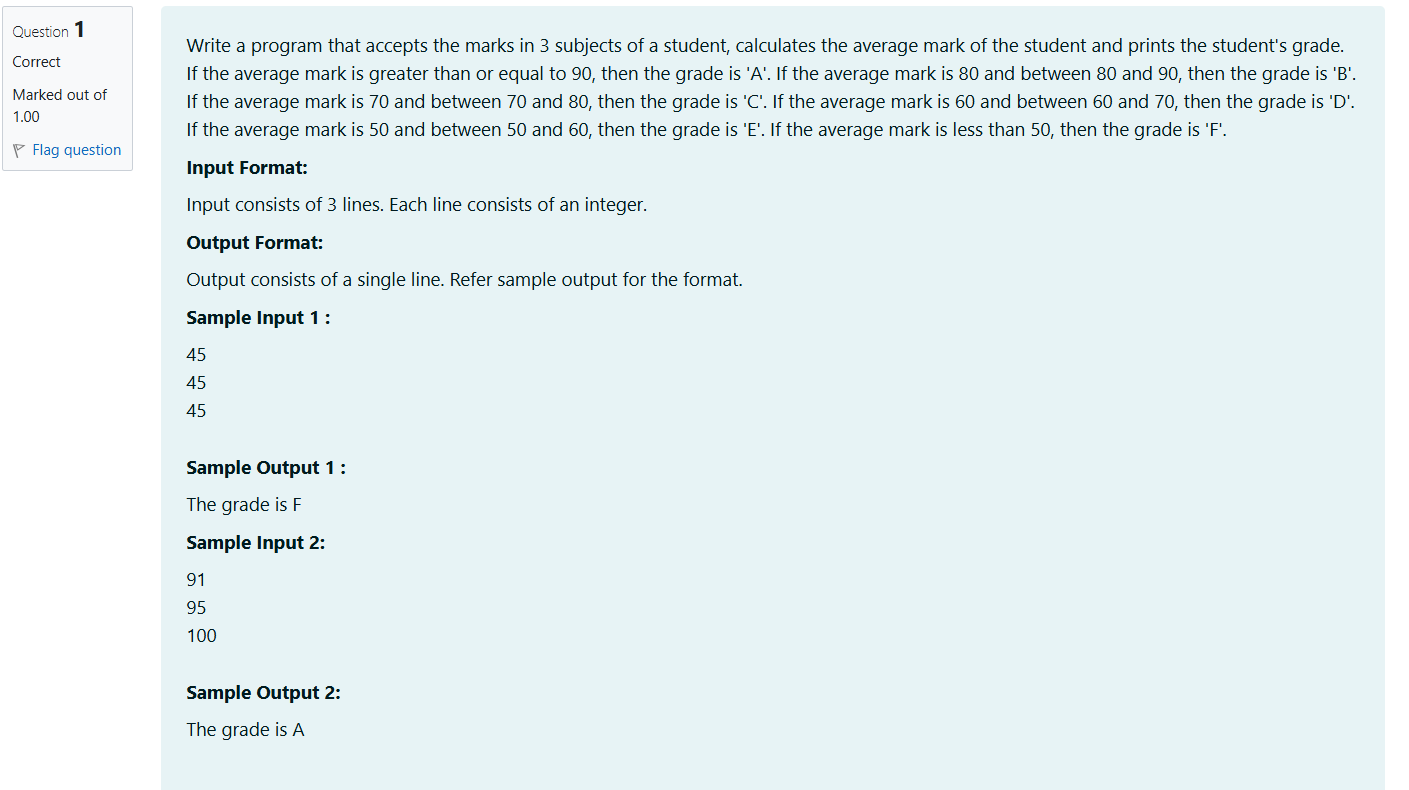 Question 1
Correct
Marked out of
1.00
Flag question
Write a program that accepts the marks in 3 subjects of a student, calculates the average mark of the student and prints the student's grade.
If the average mark is greater than or equal to 90, then the grade is 'A'. If the average mark is 80 and between 80 and 90, then the grade is 'B'.
If the average mark is 70 and between 70 and 80, then the grade is 'C'. If the average mark is 60 and between 60 and 70, then the grade is 'D'.
If the average mark is 50 and between 50 and 60, then the grade is 'E'. If the average mark is less than 50, then the grade is 'F'.
Input Format:
Input consists of 3 lines. Each line consists of an integer.
Output Format:
Output consists of a single line. Refer sample output for the format.
Sample Input 1 :
45
45
45
Sample Output 1 :
The grade is F
Sample Input 2:
91
95
100
Sample Output 2:
The grade is A